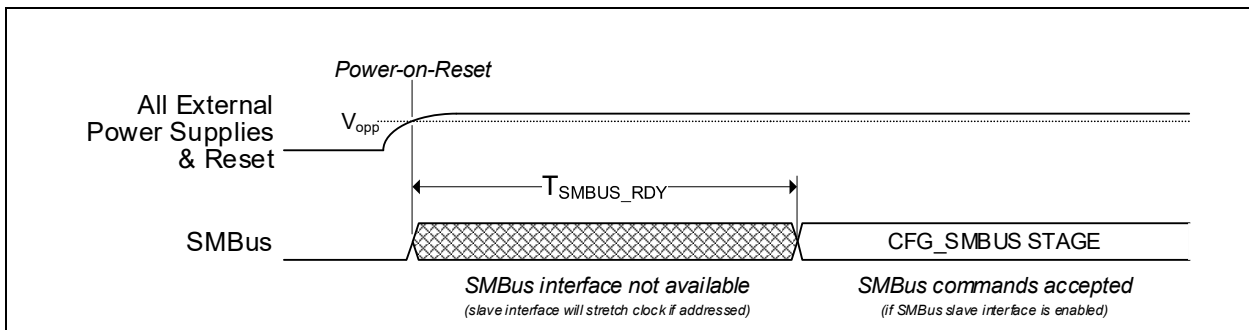 Power-on-Reset
All External
Power Supplies
& Reset
Vopp
TSMBUS_RDY
SMBus
CFG_SMBUS STAGE
SMBus interface not available
(slave interface will stretch clock if addressed)
SMBus commands accepted
(if SMBus slave interface is enabled)